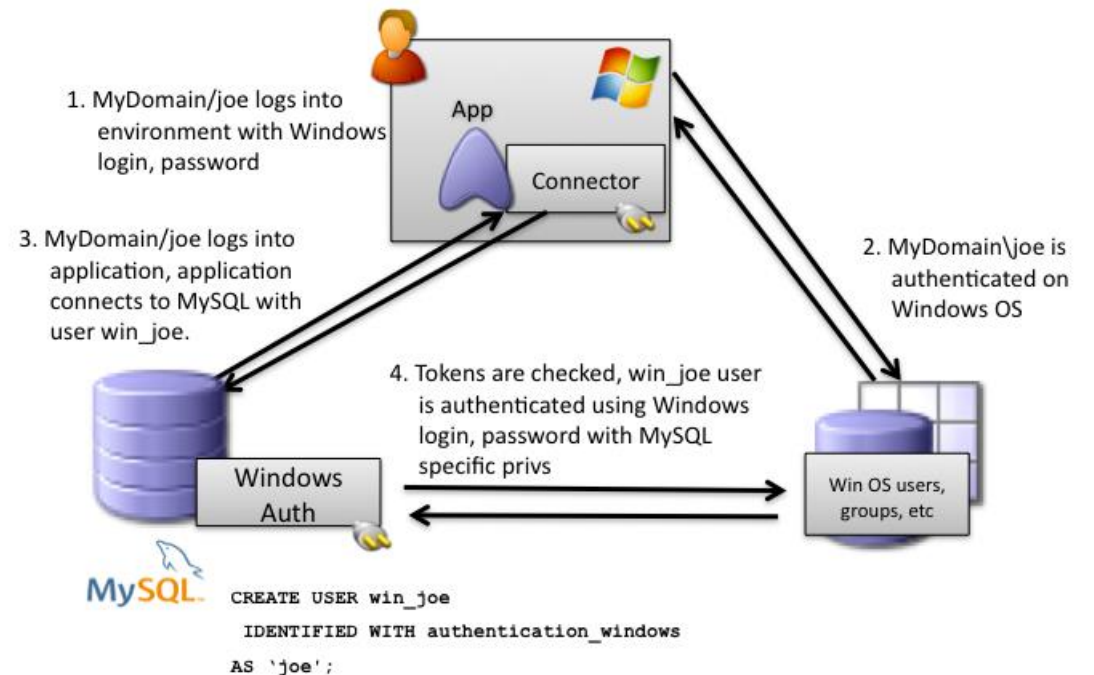 1. MyDomain/joe logs into
environment with Windows
login, password
App
Connector
3. MyDomain/joe logs into
application, application
connects to MySQL with
user win_joe.
2. MyDomain\joe is
authenticated on
Windows OS
4. Tokens are checked, win_joe user
is authenticated using Windows
login, password with MySQL
specific privs
Windows
Auth
Win OS users,
groups, etc
MySQL
CREATE USER win_joe
IDENTIFIED WITH authentication_windows
AS `joe';